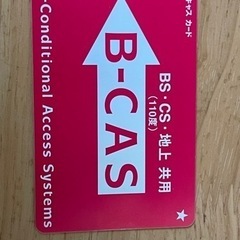 ャス カード
BS・CS・地上 共用
(110度)
B-CAS
-Conditional Access Systems